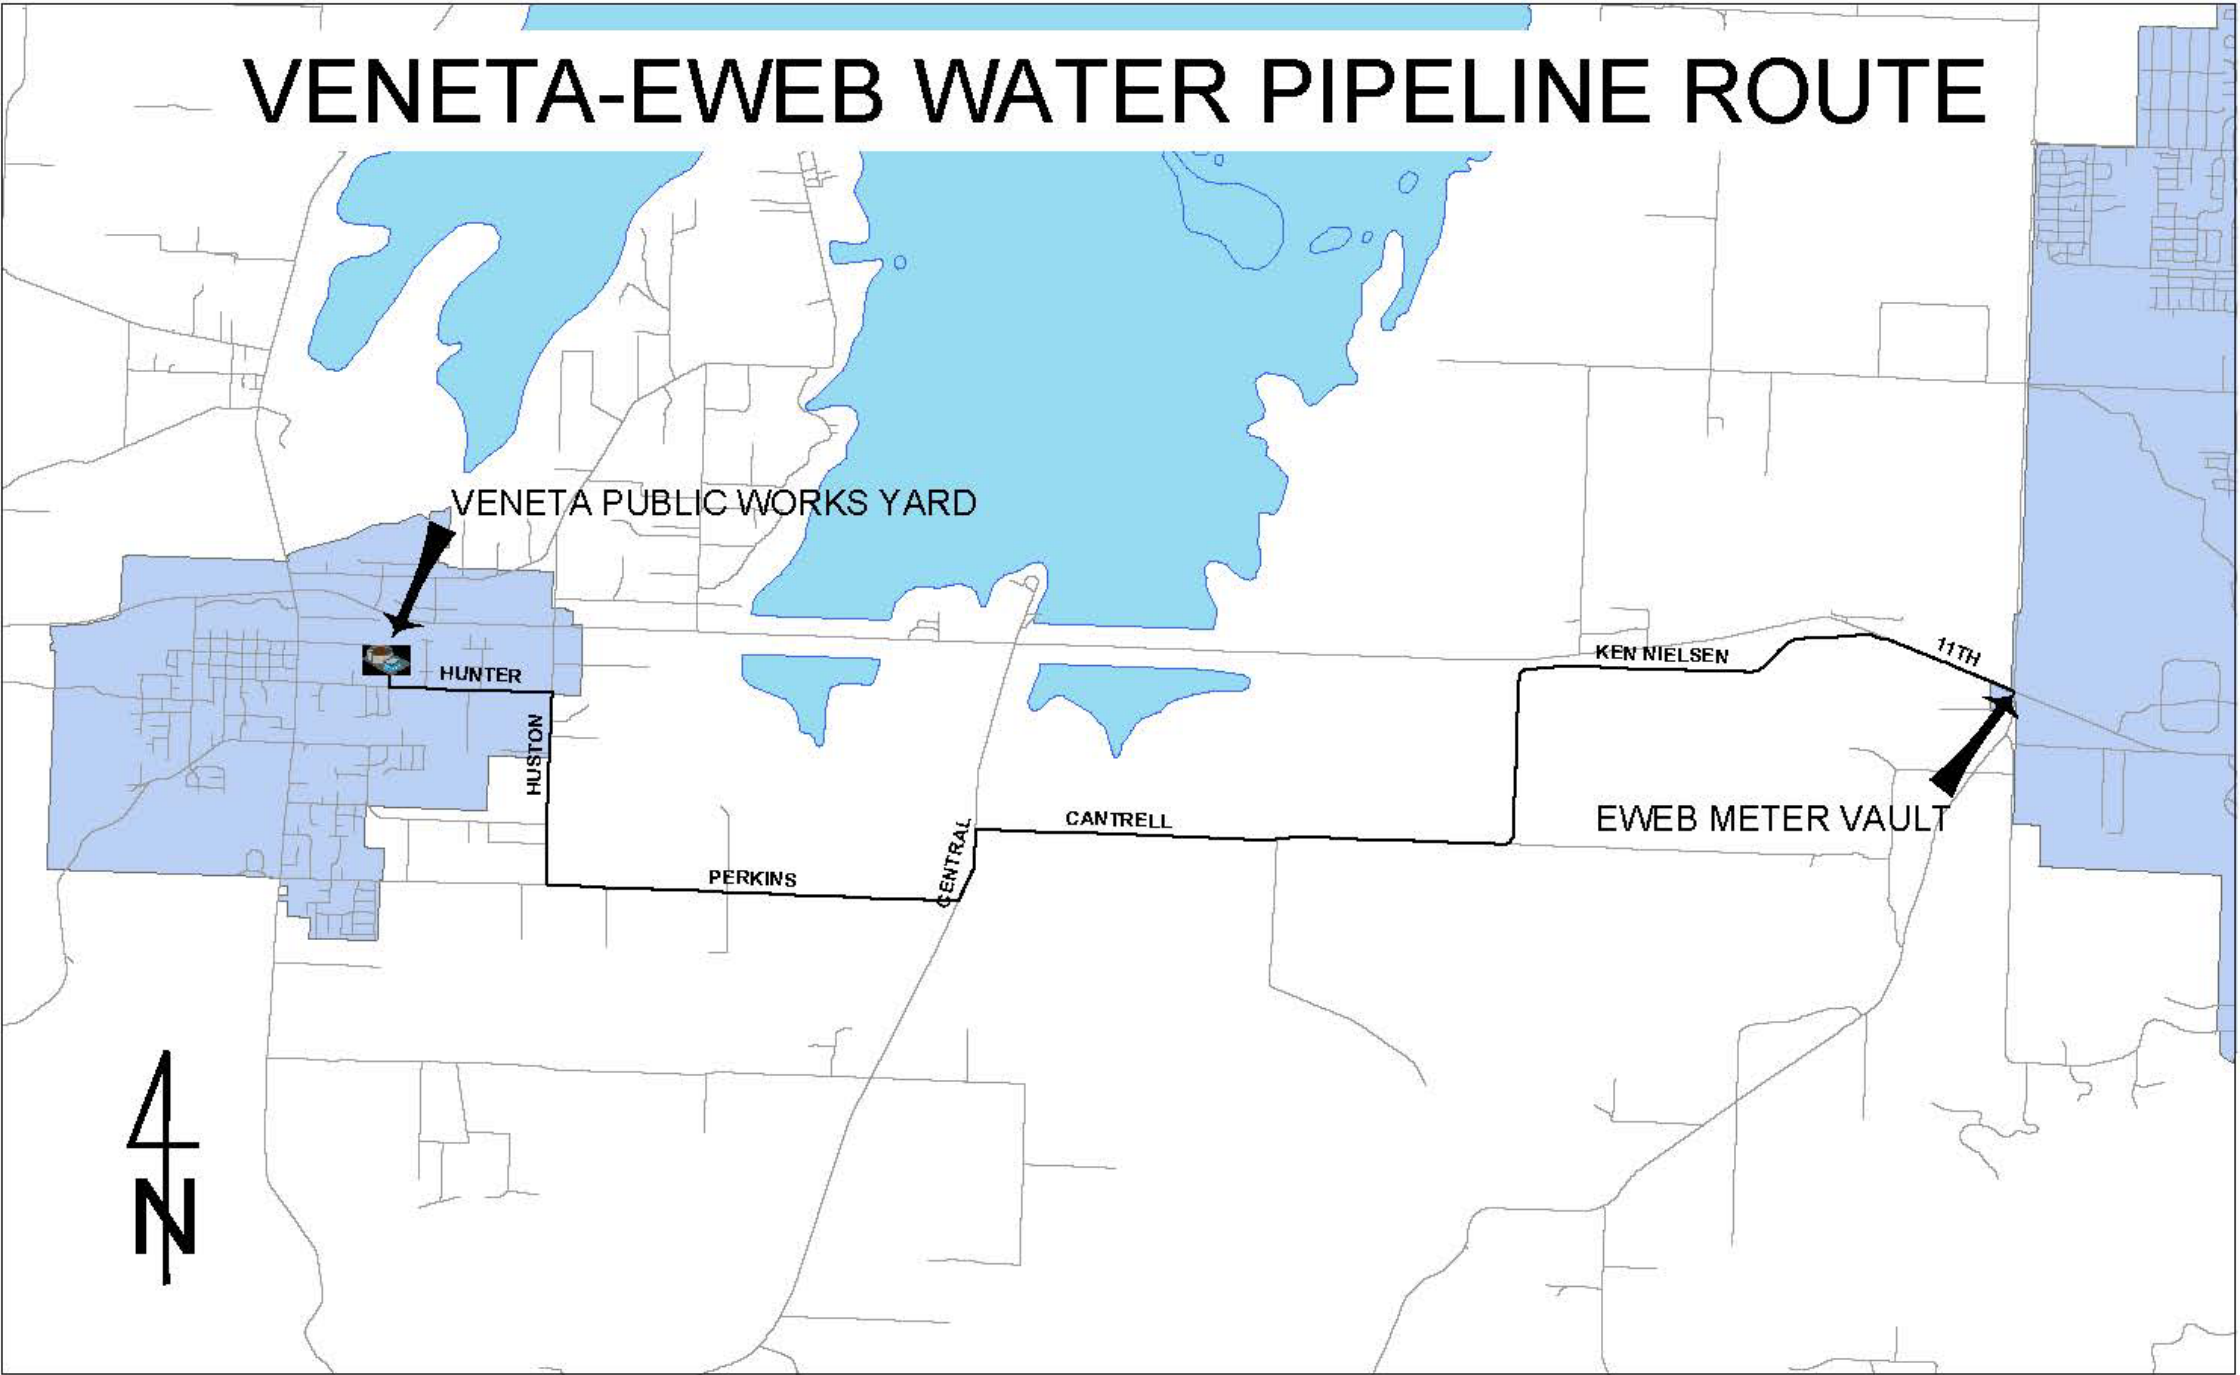 VENETA-EWEB WATER PIPELINE ROUTE
VENETA PUBLIC WORKS YARD
HUNTER
HUSTON
PERKINS
CENTRAL
CANTRELL
KEN NIELSEN
11TH
EWEB METER VAULT
N